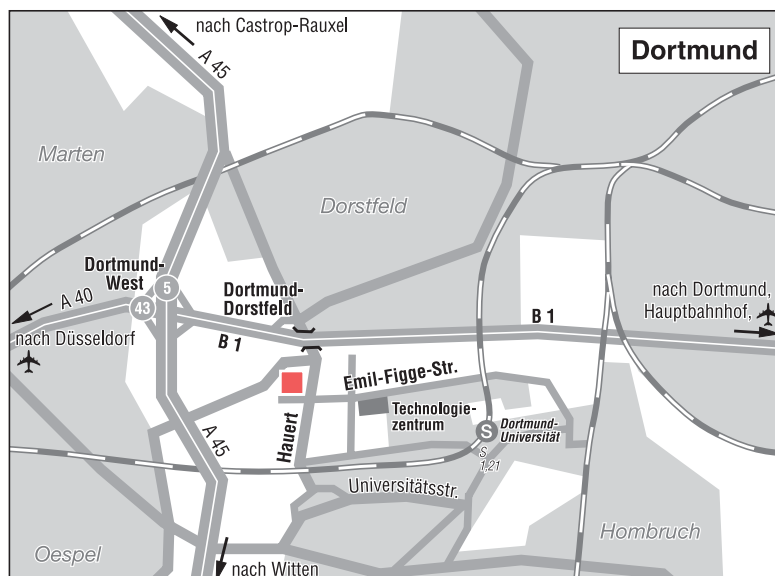 nach Castrop-Rauxel
A 45
Dortmund
Marten
Dorstfeld
Dortmund-
West
5
43
A 40
nach Düsseldorf
Dortmund-
Dorstfeld
B 1
B 1
nach Dortmund,
Hauptbahnhof,
Emil-Figge-Str.
Technologie-
zentrum
Hauert
A 45
S
Dortmund-
Universität
S
1,21
Universitätsstr.
Hombruch
Oespel
nach Witten